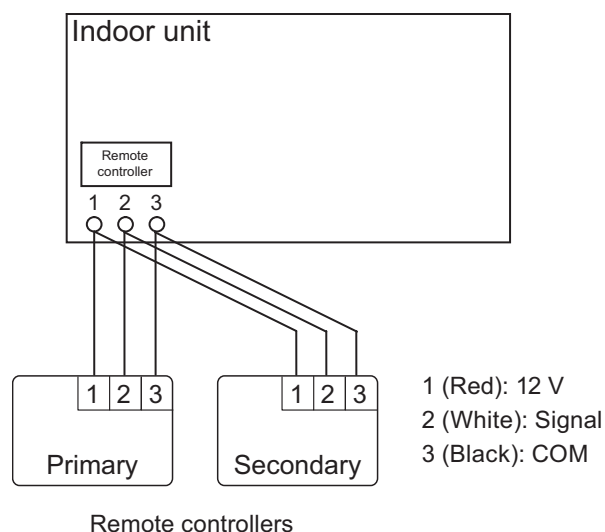 Indoor unit
Remote
controller
1 2 3
1 2 3
Primary
1 2 3
Secondary
1 (Red): 12 V
2 (White): Signal
3 (Black): COM
Remote controllers